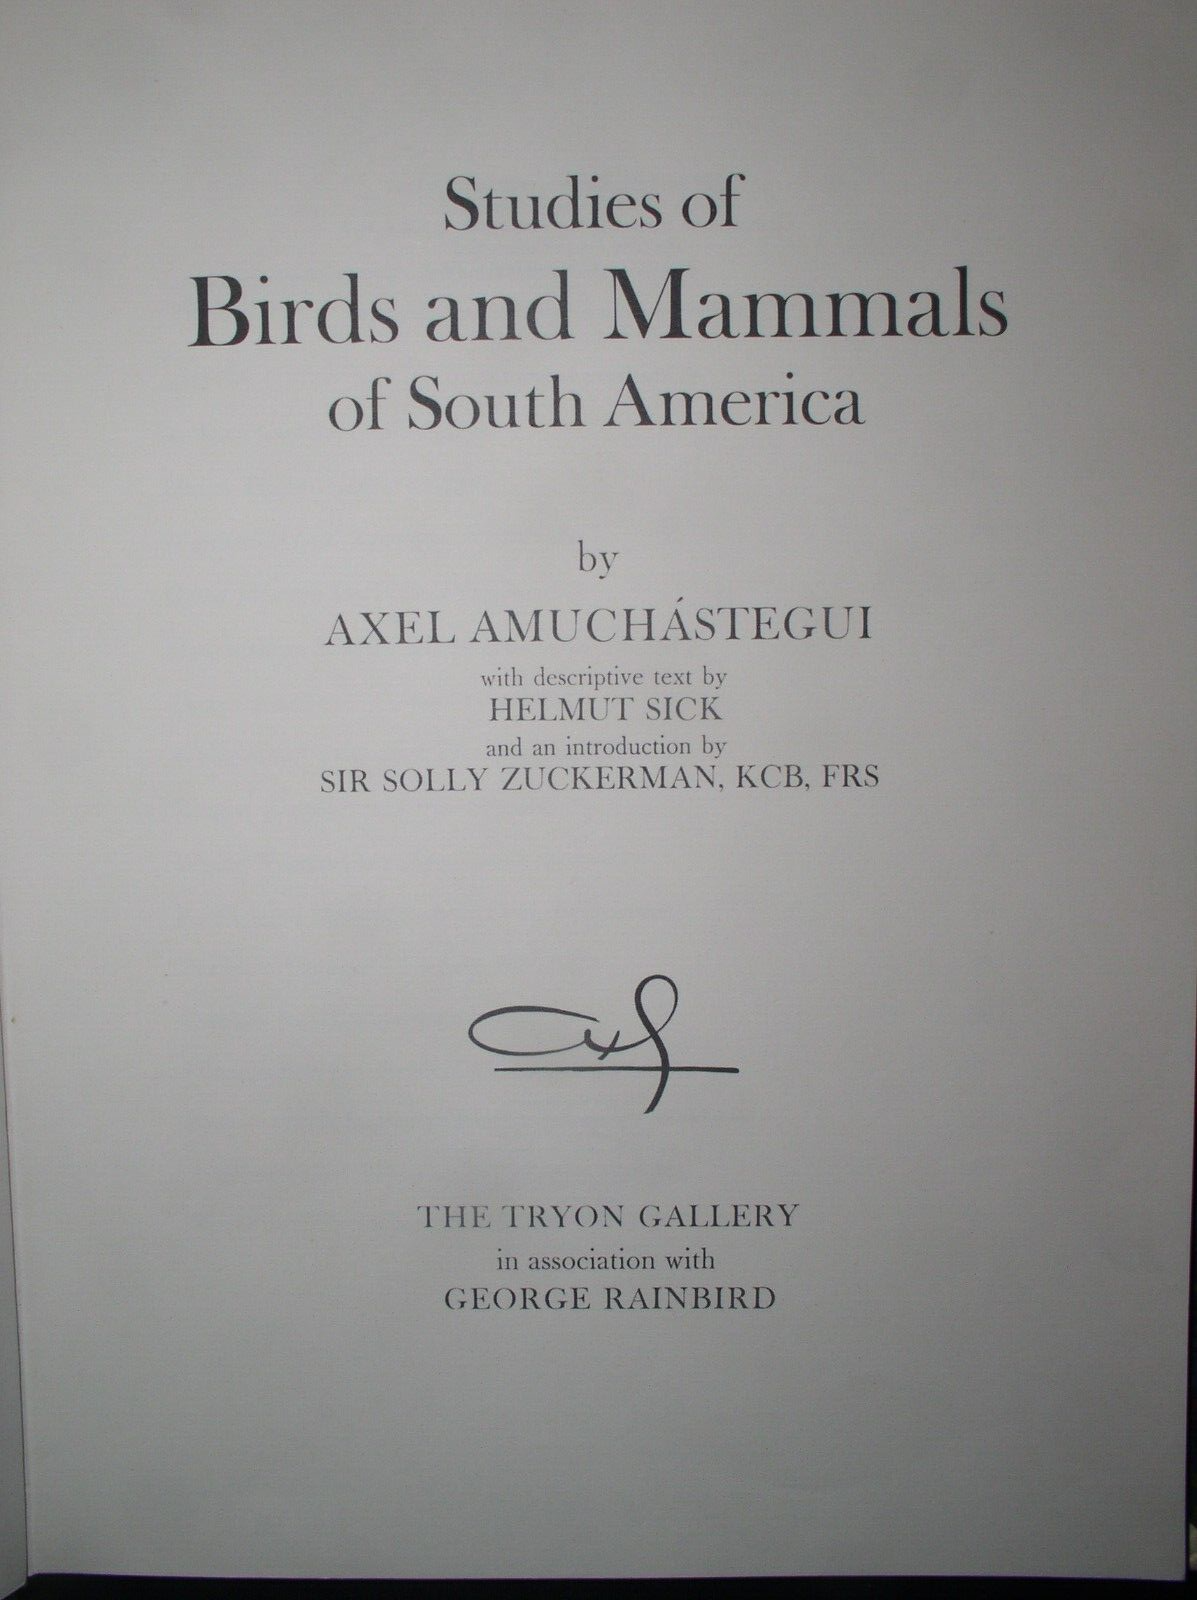 Studies of
Birds and Mammals
of South America
by
AXEL AMUCHÁSTEGUI
with descriptive text by
HELMUT SICK
and an introduction by
SIR SOLLY ZUCKERMAN, KCB, FRS
axel
THE TRYON GALLERY
in association with
GEORGE RAINBIRD